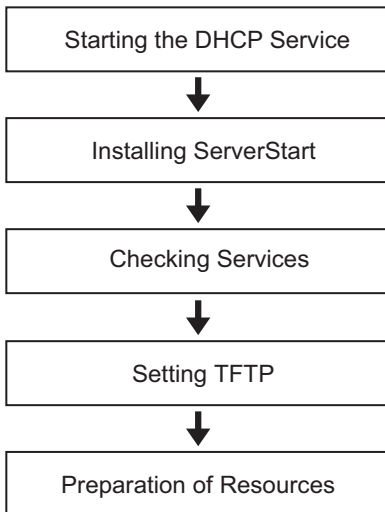 Starting the DHCP Service
Installing ServerStart
Checking Services
Setting TFTP
Preparation of Resources